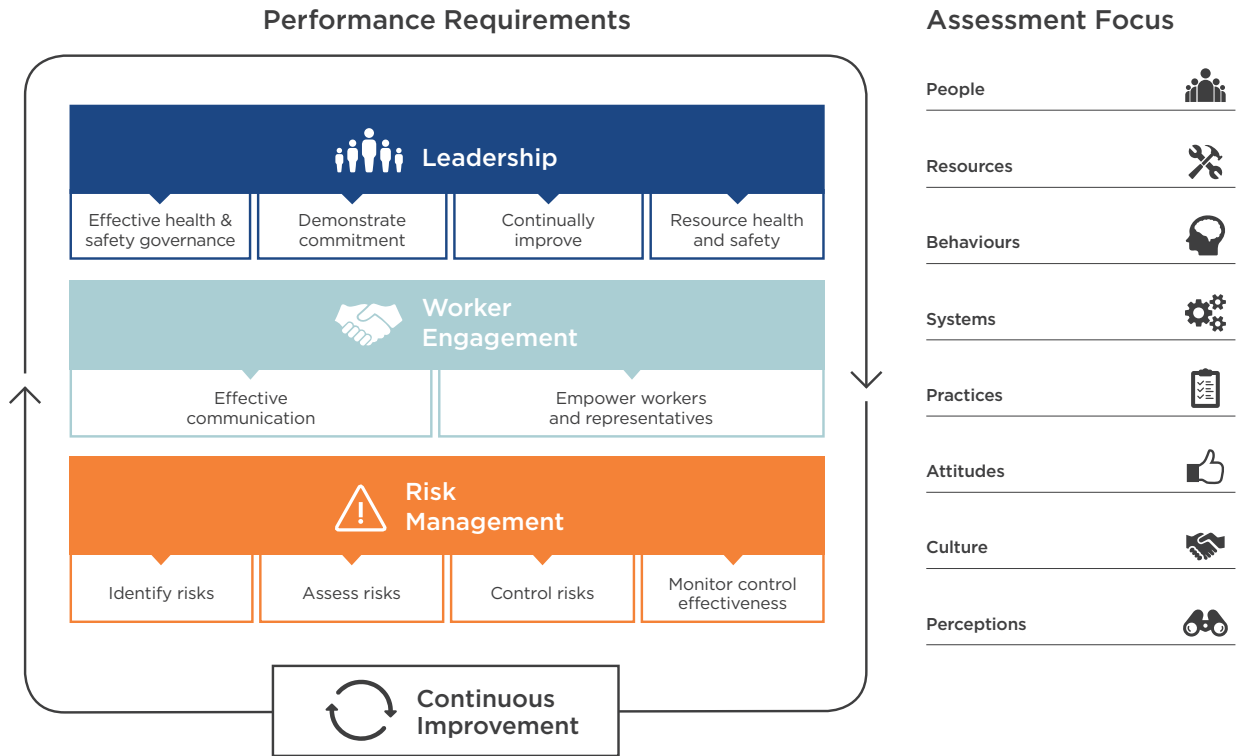 Performance Requirements
Leadership
Effective health &
safety governance
Demonstrate
commitment
Continually
improve
Resource health
and safety
Worker
Engagement
Effective
communication
Empower workers
and representatives
Risk
Management
Identify risks
Assess risks
Control risks
Monitor control
effectiveness
Continuous
Improvement
Assessment Focus
People
Resources
Behaviours
Systems
Practices
Attitudes
Culture
Perceptions